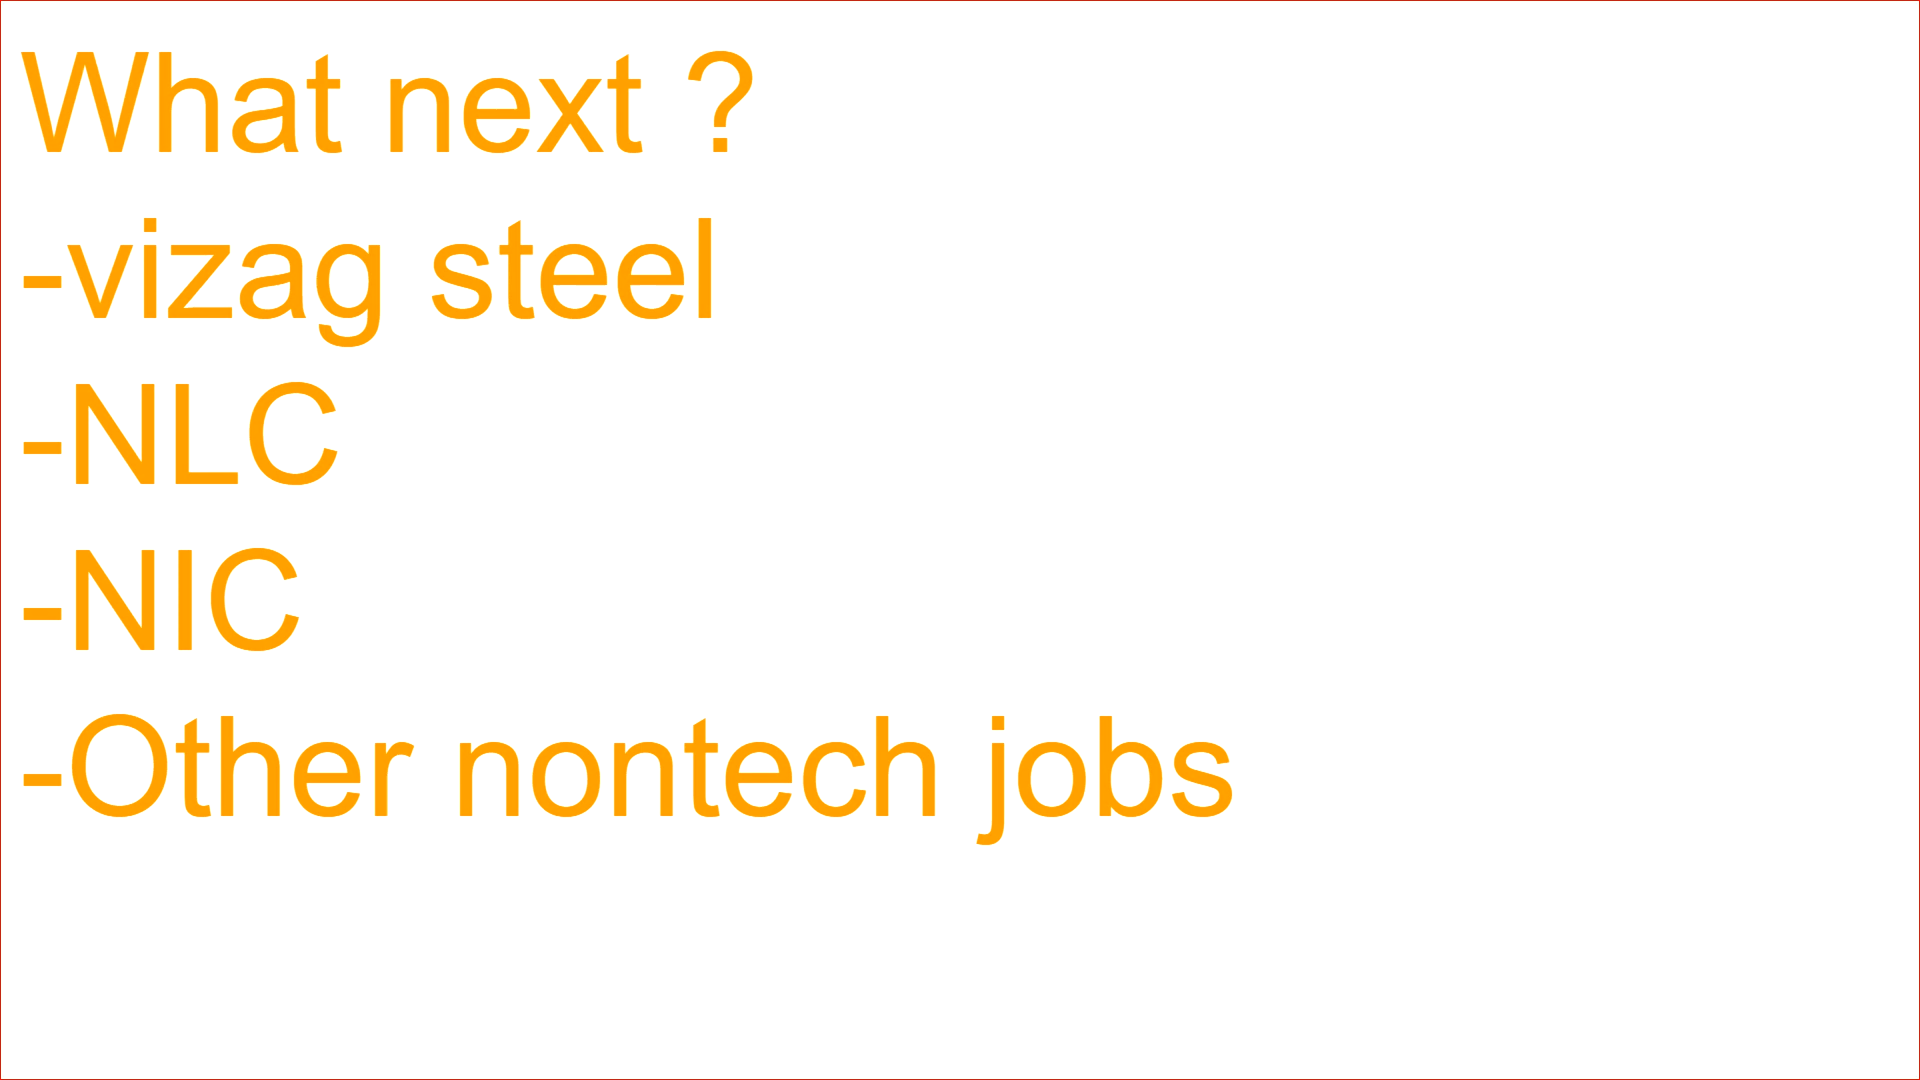 What next ?
-vizag steel
-NLC
-NIC
-Other nontech jobs